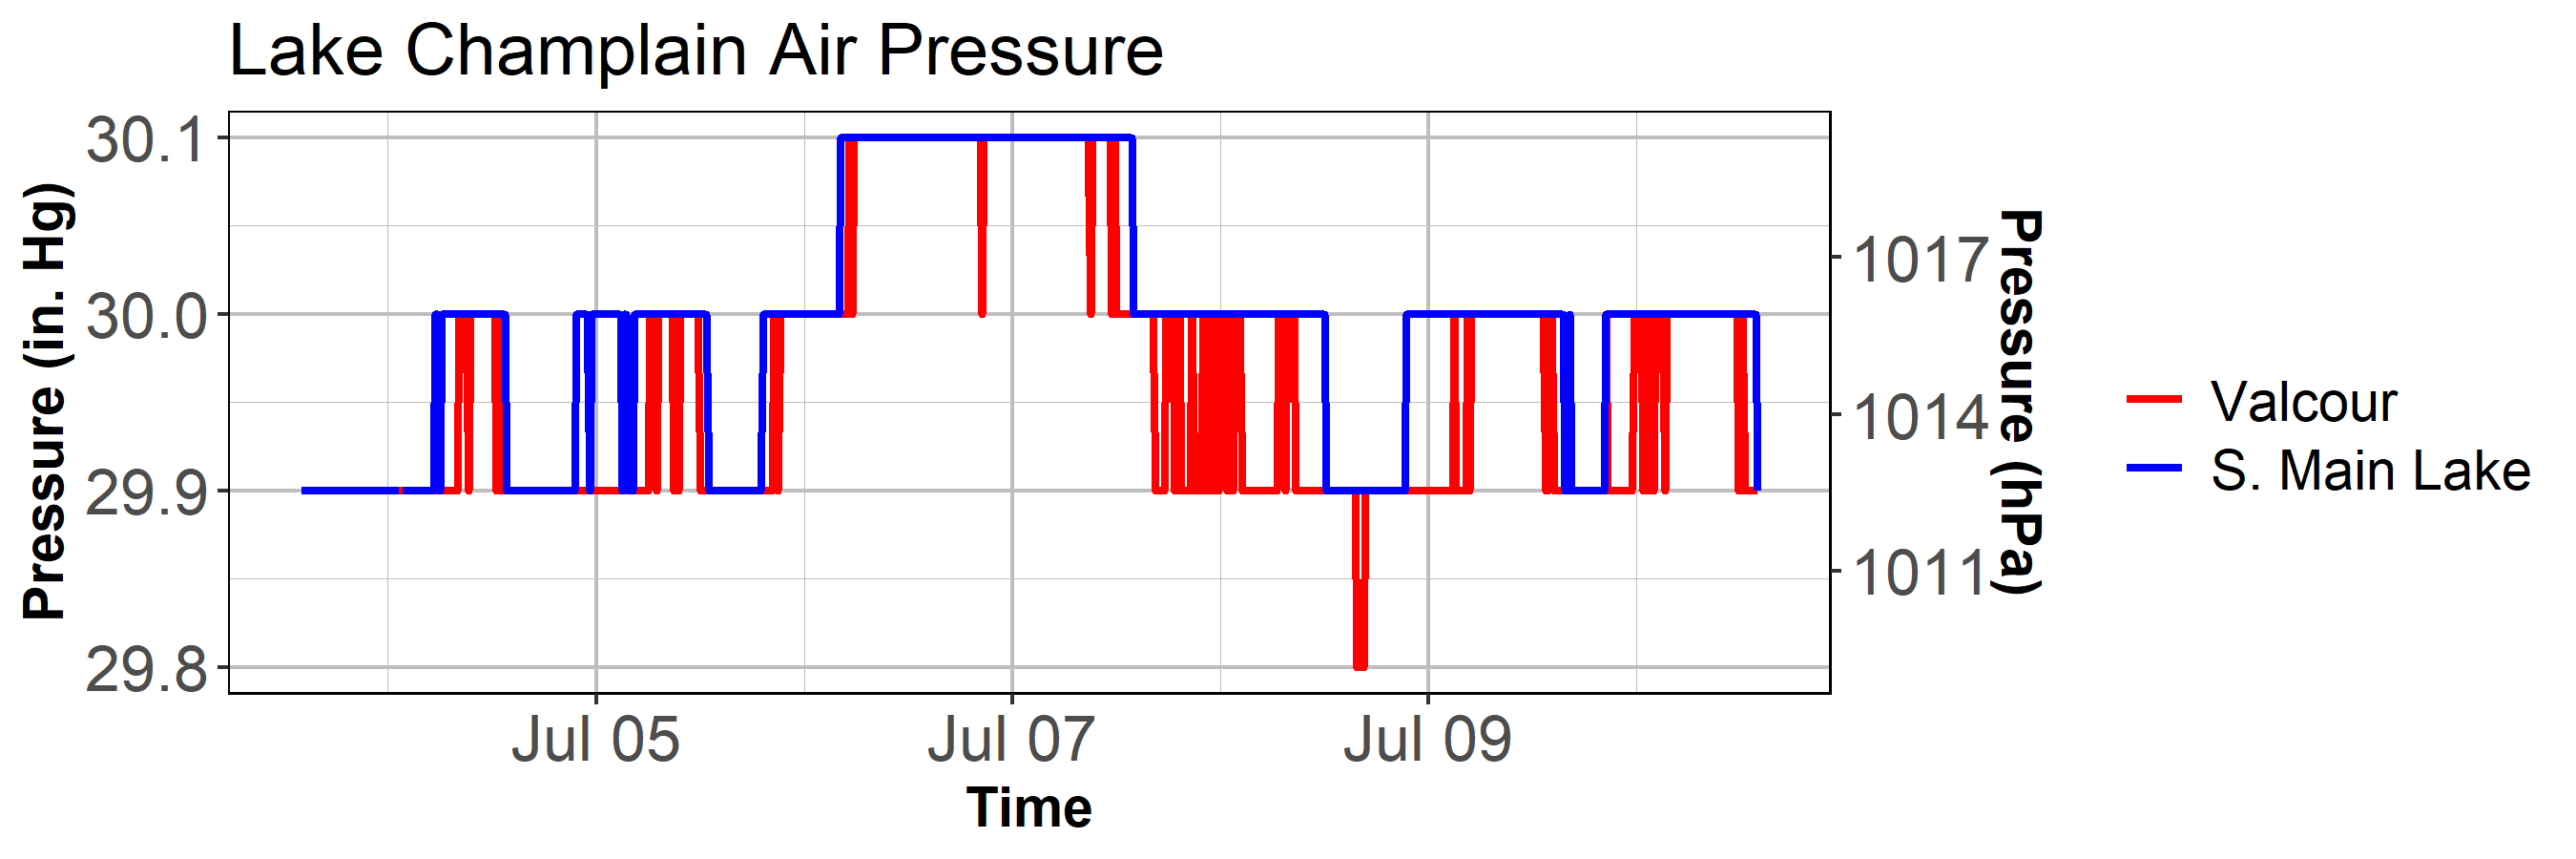 Lake Champlain Air Pressure
Pressure (in. Hg)
30.1
30.0
29.9
29.8
1017
1014
1011
Pressure (hPa)
Jul 05
Jul 07
Jul 09
Time
Valcour
S. Main Lake